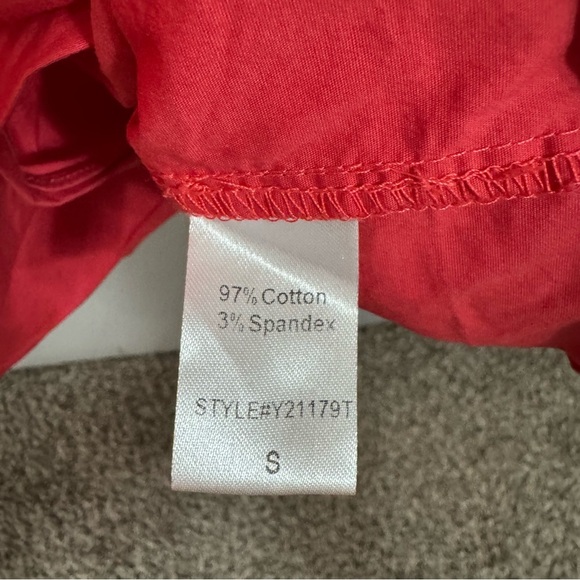 97% Cotton
3% Spandex
STYLE#Y21179T
S